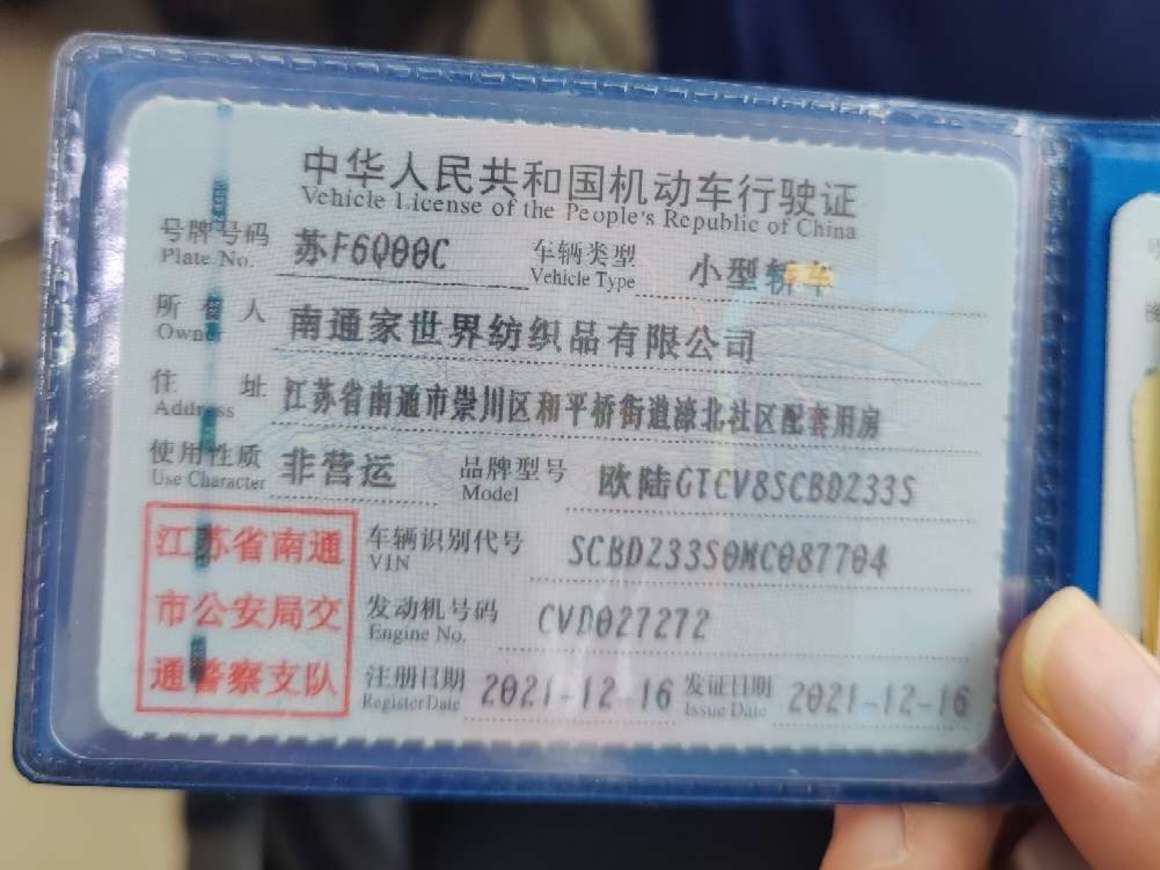 中华人民共和国机动车行驶证
Vehicle License of the People's Republic of China
号牌号码 苏F6Q00C 车辆类型 小型轿车
Plate No. Vehicle Type
所有人 南通家世界纺织品有限公司
Owner
住址 江苏省南通市崇川区和平桥街道濠北社区配套用房
Address
使用性质 非营运 品牌型号 欧陆GTCV8SCBDZ33S
Use Character Model
江苏省南通 车辆识别代号 SCBDZ33S0MC087704
VIN
市公安局交 发动机号码 CVD027272
Engine No.
通警察支队 注册日期 2021-12-16 发证日期 2021-12-16
Register Date Issue Date